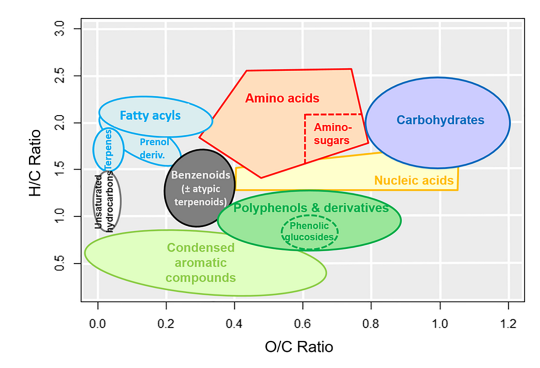 3.0
2.5
2.0
1.5
1.0
0.5
H/C Ratio
Fatty acyls
Amino acids
Amino-
sugars
Carbohydrates
Terpenes
Prenol
deriv.
Benzenoids
(± atypic
terpenoids)
Nucleic acids
Unsaturated
hydrocarbons
Polyphenols & derivatives
Phenolic
glucosides
Condensed
aromatic
compounds
0.0
0.2
0.4
0.6
0.8
1.0
1.2
O/C Ratio